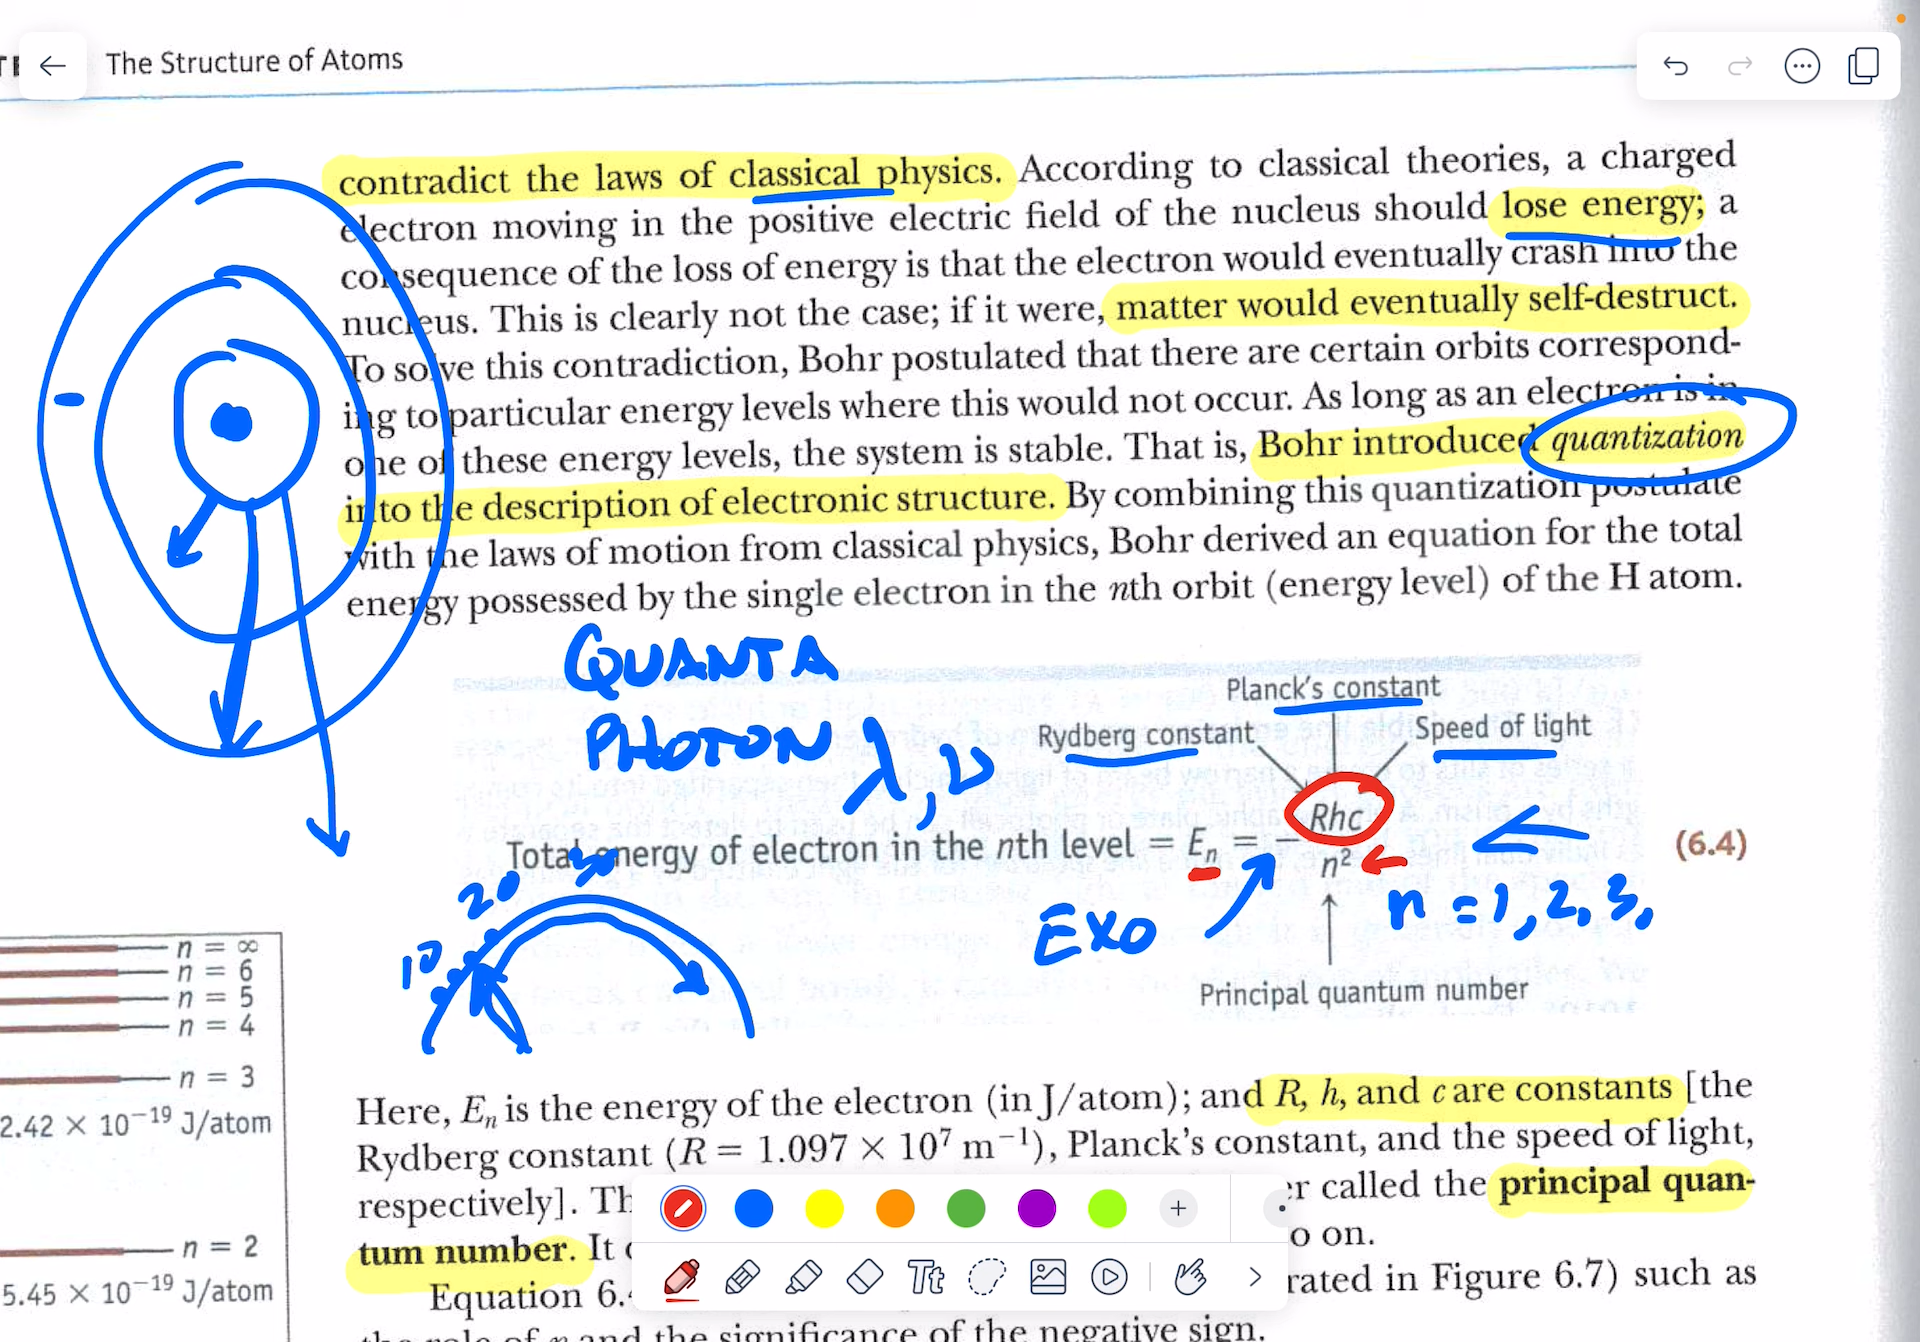 The Structure of Atoms
contradict the laws of classical physics. According to classical theories, a charged
electron moving in the positive electric field of the nucleus should lose energy; a
consequence of the loss of energy is that the electron would eventually crash into the
nucleus. This is clearly not the case; if it were, matter would eventually self-destruct.
To solve this contradiction, Bohr postulated that there are certain orbits correspond-
ing to particular energy levels where this would not occur. As long as an electron is in
one of these energy levels, the system is stable. That is, Bohr introduced quantization
into the description of electronic structure. By combining this quantization postulate
with the laws of motion from classical physics, Bohr derived an equation for the total
energy possessed by the single electron in the nth orbit (energy level) of the H atom.
QUANTA
PHOTON λ, ν
Planck's constant
Rydberg constant
Speed of light
Total energy of electron in the nth level = Eₙ = − Rhc / n²
(6.4)
<
10 20 30
EXO
n = 1, 2, 3,
Principal quantum number
n = ∞
n = 6
n = 5
n = 4
n = 3
2.42 × 10⁻¹⁹ J/atom
n = 2
5.45 × 10⁻¹⁹ J/atom
Here, Eₙ is the energy of the electron (in J/atom); and R, h, and c are constants [the
Rydberg constant (R = 1.097 × 10⁷ m⁻¹), Planck's constant, and the speed of light,
respectively]. Th
er called the principal quan-
tum number. It
o on.
Equation 6.
rated in Figure 6.7) such as
the role of n and the significance of the negative sign.
Tt